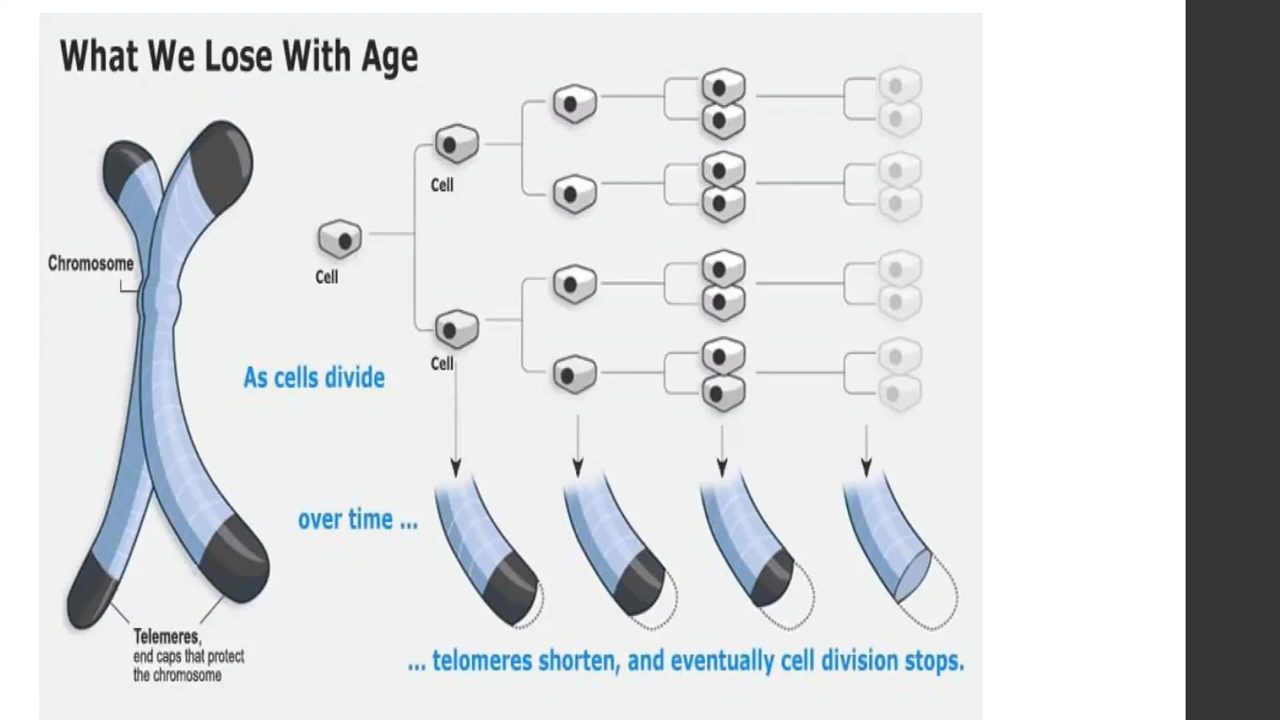 What We Lose With Age
Cell
Chromosome
Cell
Cell
As cells divide
over time ...
Telemeres,
end caps that protect
the chromosome
... telomeres shorten, and eventually cell division stops.